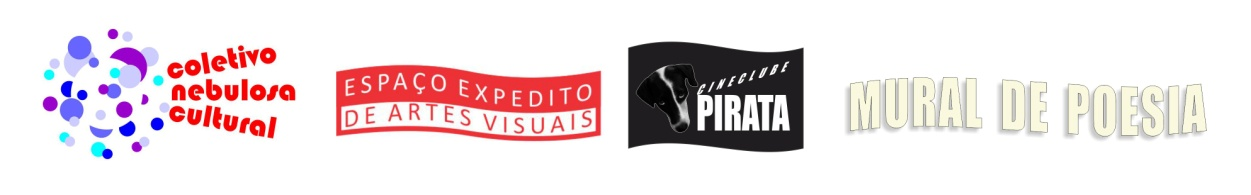 coletivo
nebulosa
cultural
ESPAÇO EXPEDITO
DE ARTES VISUAIS
CINECLUBE
PIRATA
MURAL DE POESIA